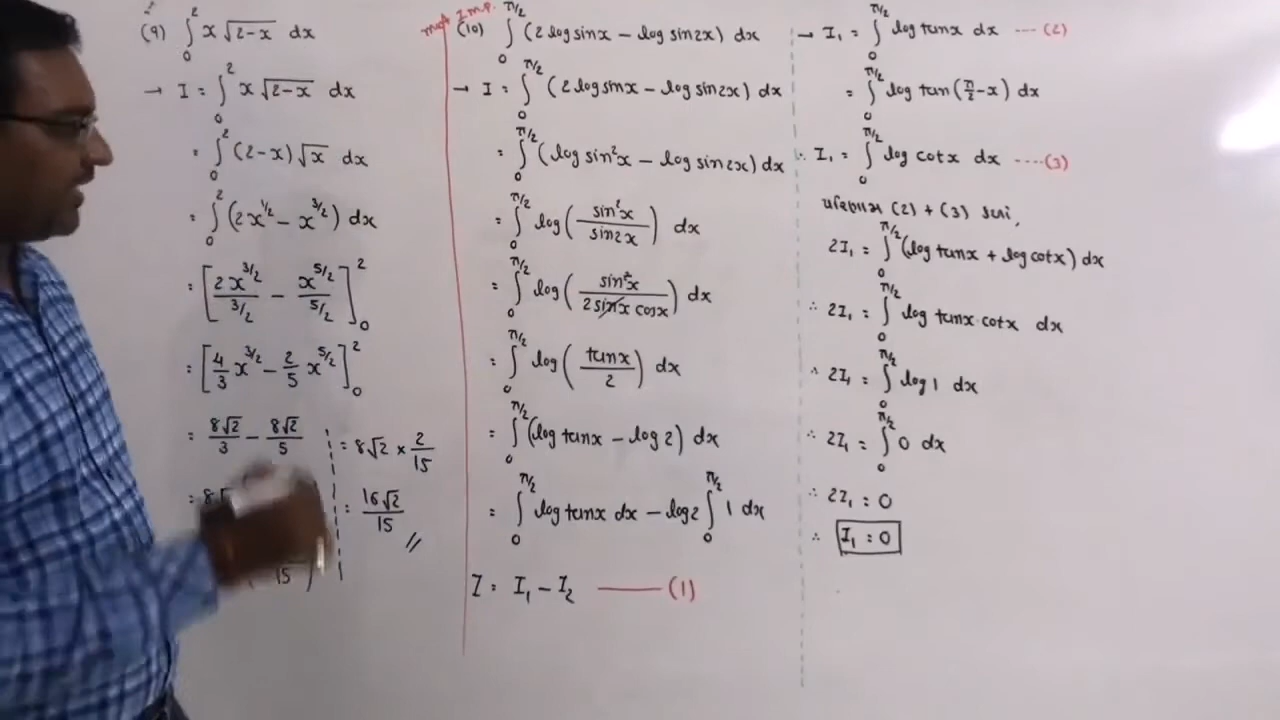 (9) ∫₀² x √(2-x) dx
→ I = ∫₀² x √(2-x) dx
= ∫₀² (2-x) √x dx
= ∫₀² (2x^{1/2} - x^{3/2}) dx
= [2x^{3/2}/(3/2) - x^{5/2}/(5/2)]₀²
= [4/3 x^{3/2} - 2/5 x^{5/2}]₀²
= 8√2/3 - 8√2/5
= 8√2 × 2/15
= 16√2/15 //
Imp.
(10) ∫₀^{π/2} (2 log sinx - log sin2x) dx
→ I = ∫₀^{π/2} (2 log sinx - log sin2x) dx
= ∫₀^{π/2} (log sin²x - log sin2x) dx
= ∫₀^{π/2} log (sin²x / sin2x) dx
= ∫₀^{π/2} log (sin²x / 2 sinx cosx) dx
= ∫₀^{π/2} log (tanx / 2) dx
= ∫₀^{π/2} (log tanx - log 2) dx
= ∫₀^{π/2} log tanx dx - log2 ∫₀^{π/2} 1 dx
I = I₁ - I₂ —— (1)
→ I₁ = ∫₀^{π/2} log tanx dx ---- (2)
= ∫₀^{π/2} log tan (π/2 - x) dx
∴ I₁ = ∫₀^{π/2} log cotx dx ----(3)
(2) + (3)
2I₁ = ∫₀^{π/2} (log tanx + log cotx) dx
∴ 2I₁ = ∫₀^{π/2} log tanx · cotx dx
∴ 2I₁ = ∫₀^{π/2} log 1 dx
∴ 2I₁ = ∫₀^{π/2} 0 dx
∴ 2I₁ = 0
∴ I₁ = 0